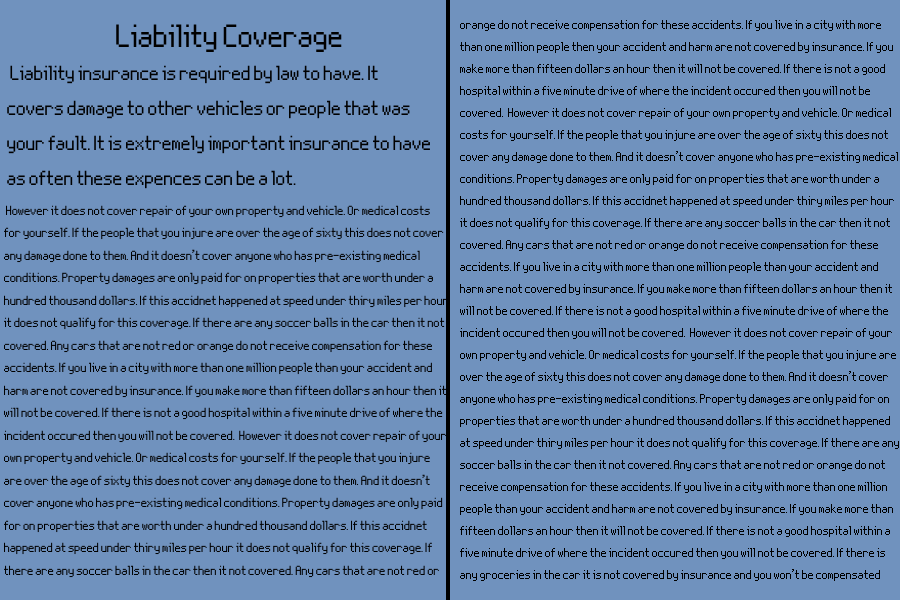 Liability Coverage
Liability insurance is required by law to have. It
covers damage to other vehicles or people that was
your fault. It is extremely important insurance to have
as often these expences can be a lot.
However it does not cover repair of your own property and vehicle. Or medical costs
for yourself. If the people that you injure are over the age of sixty this does not cover
any damage done to them. And it doesn't cover anyone who has pre-existing medical
conditions. Property damages are only paid for on properties that are worth under a
hundred thousand dollars. If this accidnet happened at speed under thiry miles per hour
it does not qualify for this coverage. If there are any soccer balls in the car then it not
covered. Any cars that are not red or orange do not receive compensation for these
accidents. If you live in a city with more than one million people than your accident and
harm are not covered by insurance. If you make more than fifteen dollars an hour then it
will not be covered. If there is not a good hospital within a five minute drive of where the
incident occured then you will not be covered. However it does not cover repair of your
own property and vehicle. Or medical costs for yourself. If the people that you injure
are over the age of sixty this does not cover any damage done to them. And it doesn't
cover anyone who has pre-existing medical conditions. Property damages are only paid
for on properties that are worth under a hundred thousand dollars. If this accidnet
happened at speed under thiry miles per hour it does not qualify for this coverage. If
there are any soccer balls in the car then it not covered. Any cars that are not red or
orange do not receive compensation for these accidents. If you live in a city with more
than one million people then your accident and harm are not covered by insurance. If you
make more than fifteen dollars an hour then it will not be covered. If there is not a good
hospital within a five minute drive of where the incident occured then you will not be
covered. However it does not cover repair of your own property and vehicle. Or medical
costs for yourself. If the people that you injure are over the age of sixty this does not
cover any damage done to them. And it doesn't cover anyone who has pre-existing medical
conditions. Property damages are only paid for on properties that are worth under a
hundred thousand dollars. If this accidnet happened at speed under thiry miles per hour
it does not qualify for this coverage. If there are any soccer balls in the car then it not
covered. Any cars that are not red or orange do not receive compensation for these
accidents. If you live in a city with more than one million people than your accident and
harm are not covered by insurance. If you make more than fifteen dollars an hour then it
will not be covered. If there is not a good hospital within a five minute drive of where the
incident occured then you will not be covered. However it does not cover repair of your
own property and vehicle. Or medical costs for yourself. If the people that you injure are
over the age of sixty this does not cover any damage done to them. And it doesn't cover
anyone who has pre-existing medical conditions. Property damages are only paid for on
properties that are worth under a hundred thousand dollars. If this accidnet happened
at speed under thiry miles per hour it does not qualify for this coverage. If there are any
soccer balls in the car then it not covered. Any cars that are not red or orange do not
receive compensation for these accidents. If you live in a city with more than one million
people than your accident and harm are not covered by insurance. If you make more than
fifteen dollars an hour then it will not be covered. If there is not a good hospital within a
five minute drive of where the incident occured then you will not be covered. If there is
any groceries in the car it is not covered by insurance and you won't be compensated